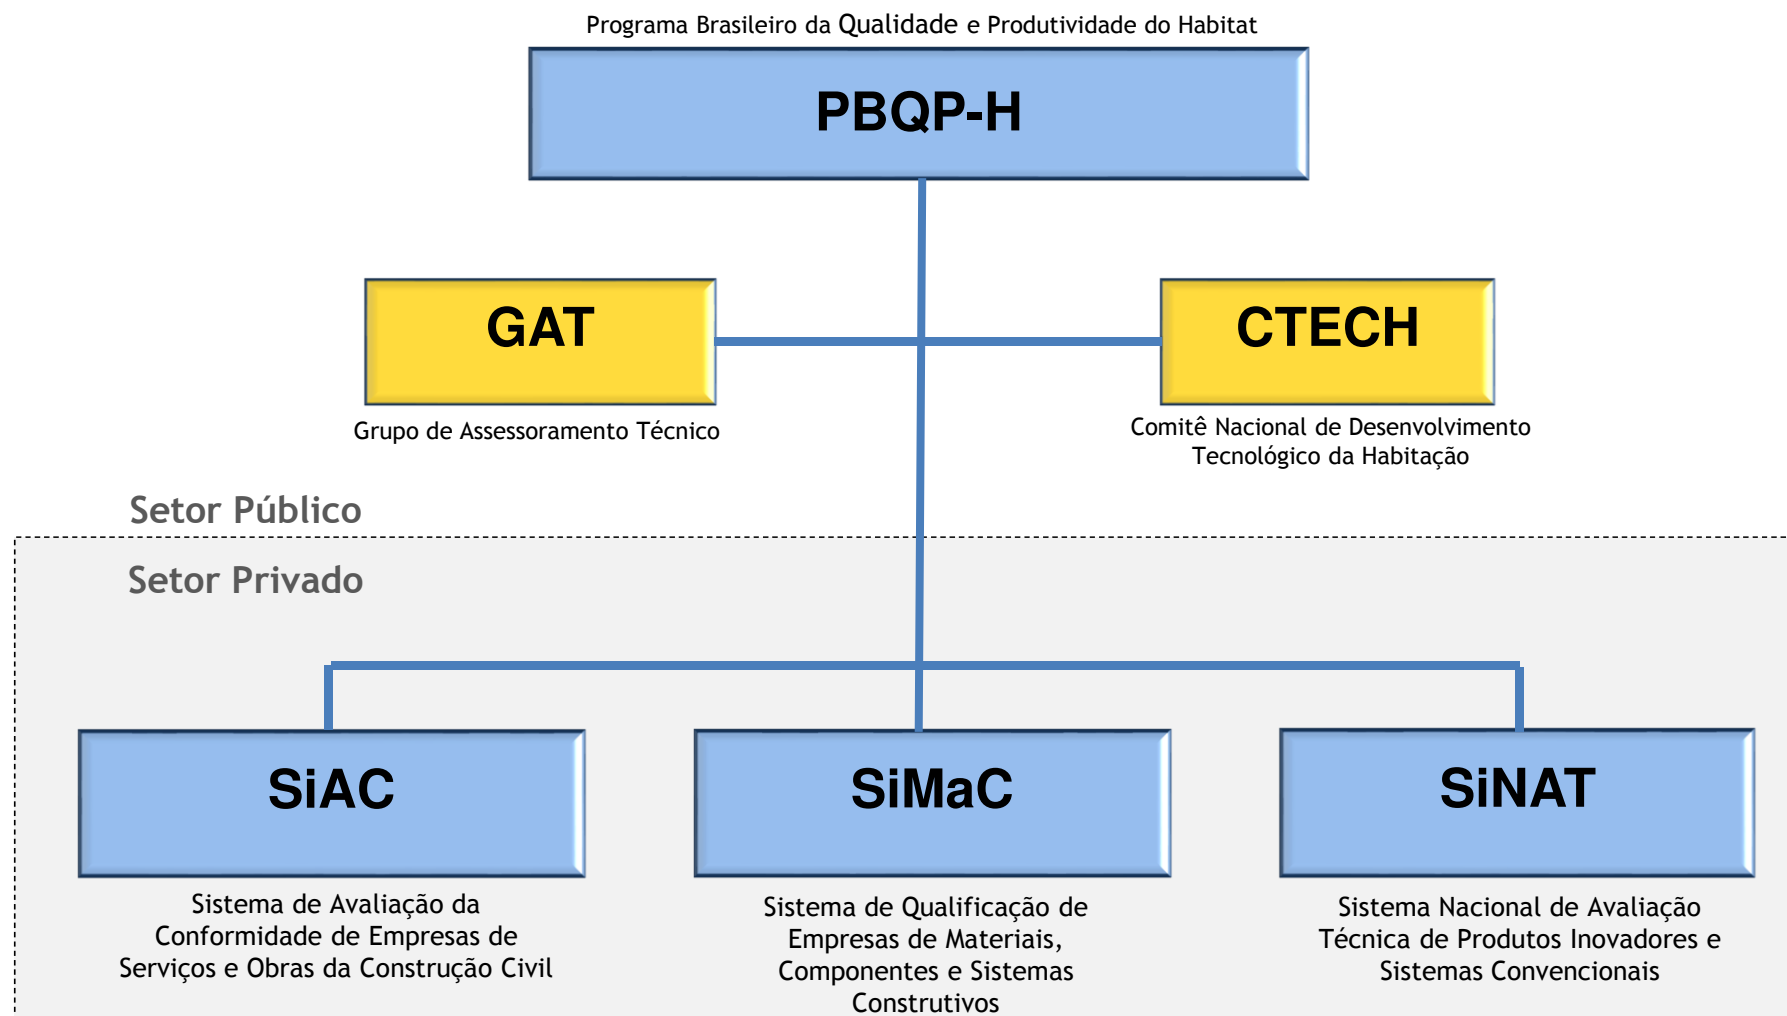 Programa Brasileiro da Qualidade e Produtividade do Habitat
PBQP-H
GAT
CTECH
Grupo de Assessoramento Técnico
Comitê Nacional de Desenvolvimento
Tecnológico da Habitação
Setor Público
Setor Privado
SiAC
SiMaC
SiNAT
Sistema de Avaliação da
Conformidade de Empresas de
Serviços e Obras da Construção Civil
Sistema de Qualificação de
Empresas de Materiais,
Componentes e Sistemas
Construtivos
Sistema Nacional de Avaliação
Técnica de Produtos Inovadores e
Sistemas Convencionais